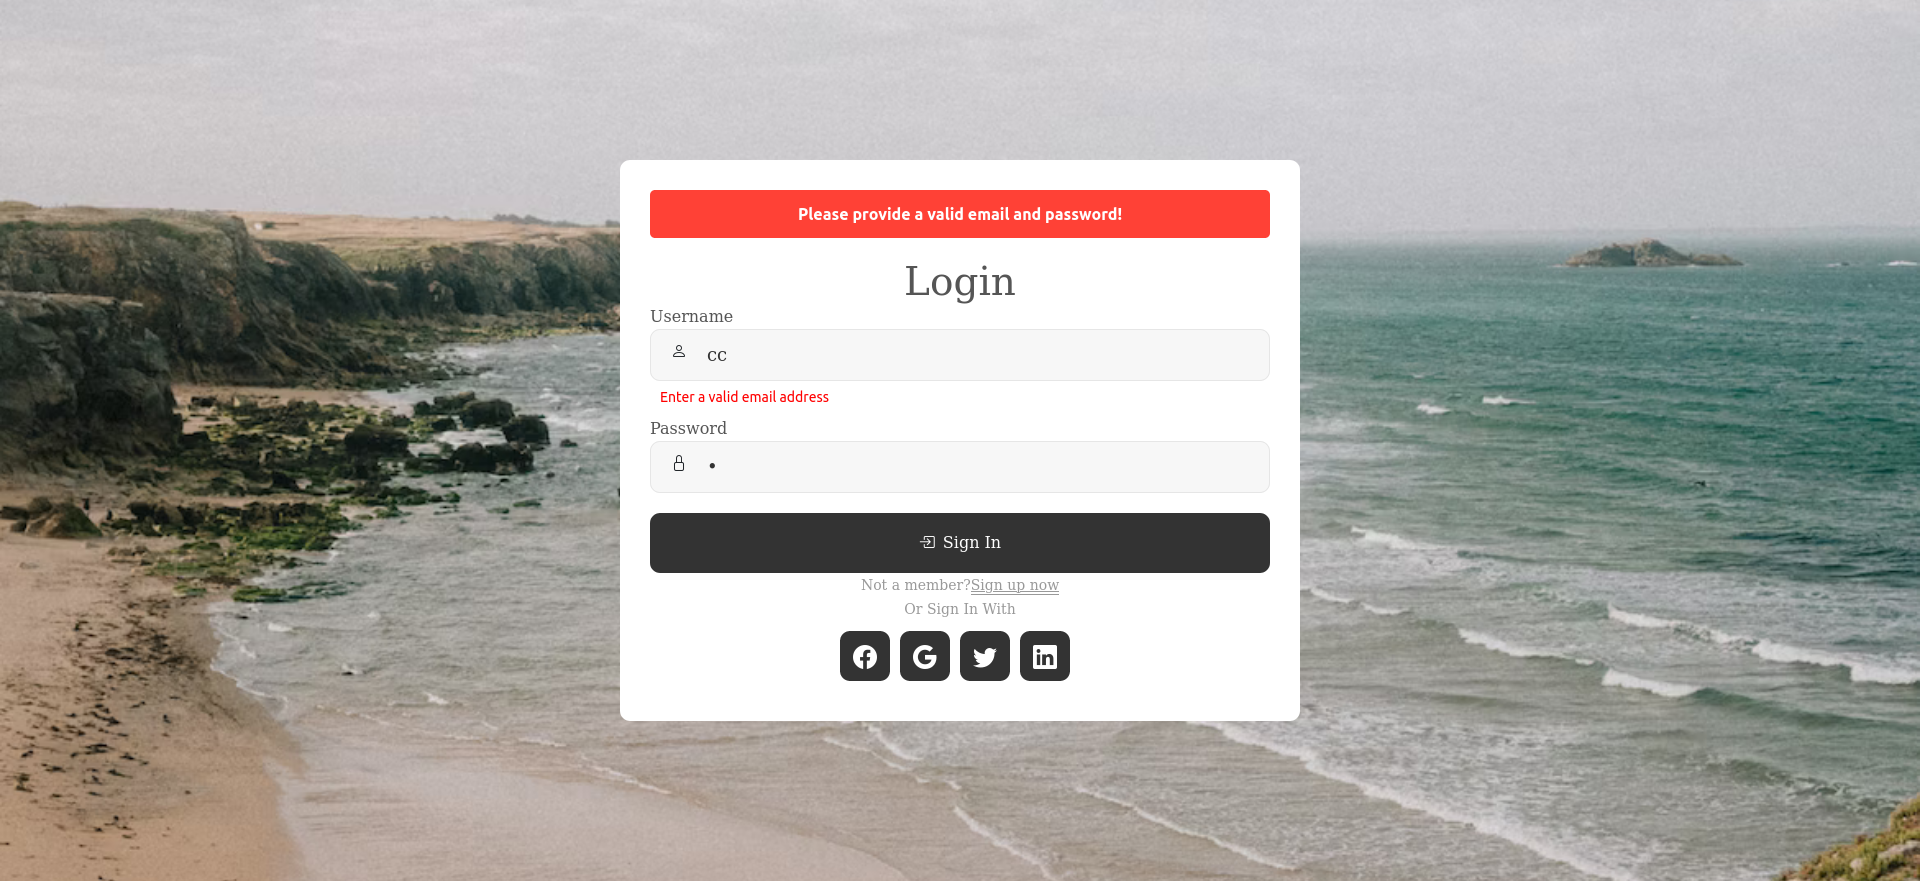 Please provide a valid email and password!
Login
Username
cc
Enter a valid email address
Password
•
Sign In
Not a member?Sign up now
Or Sign In With